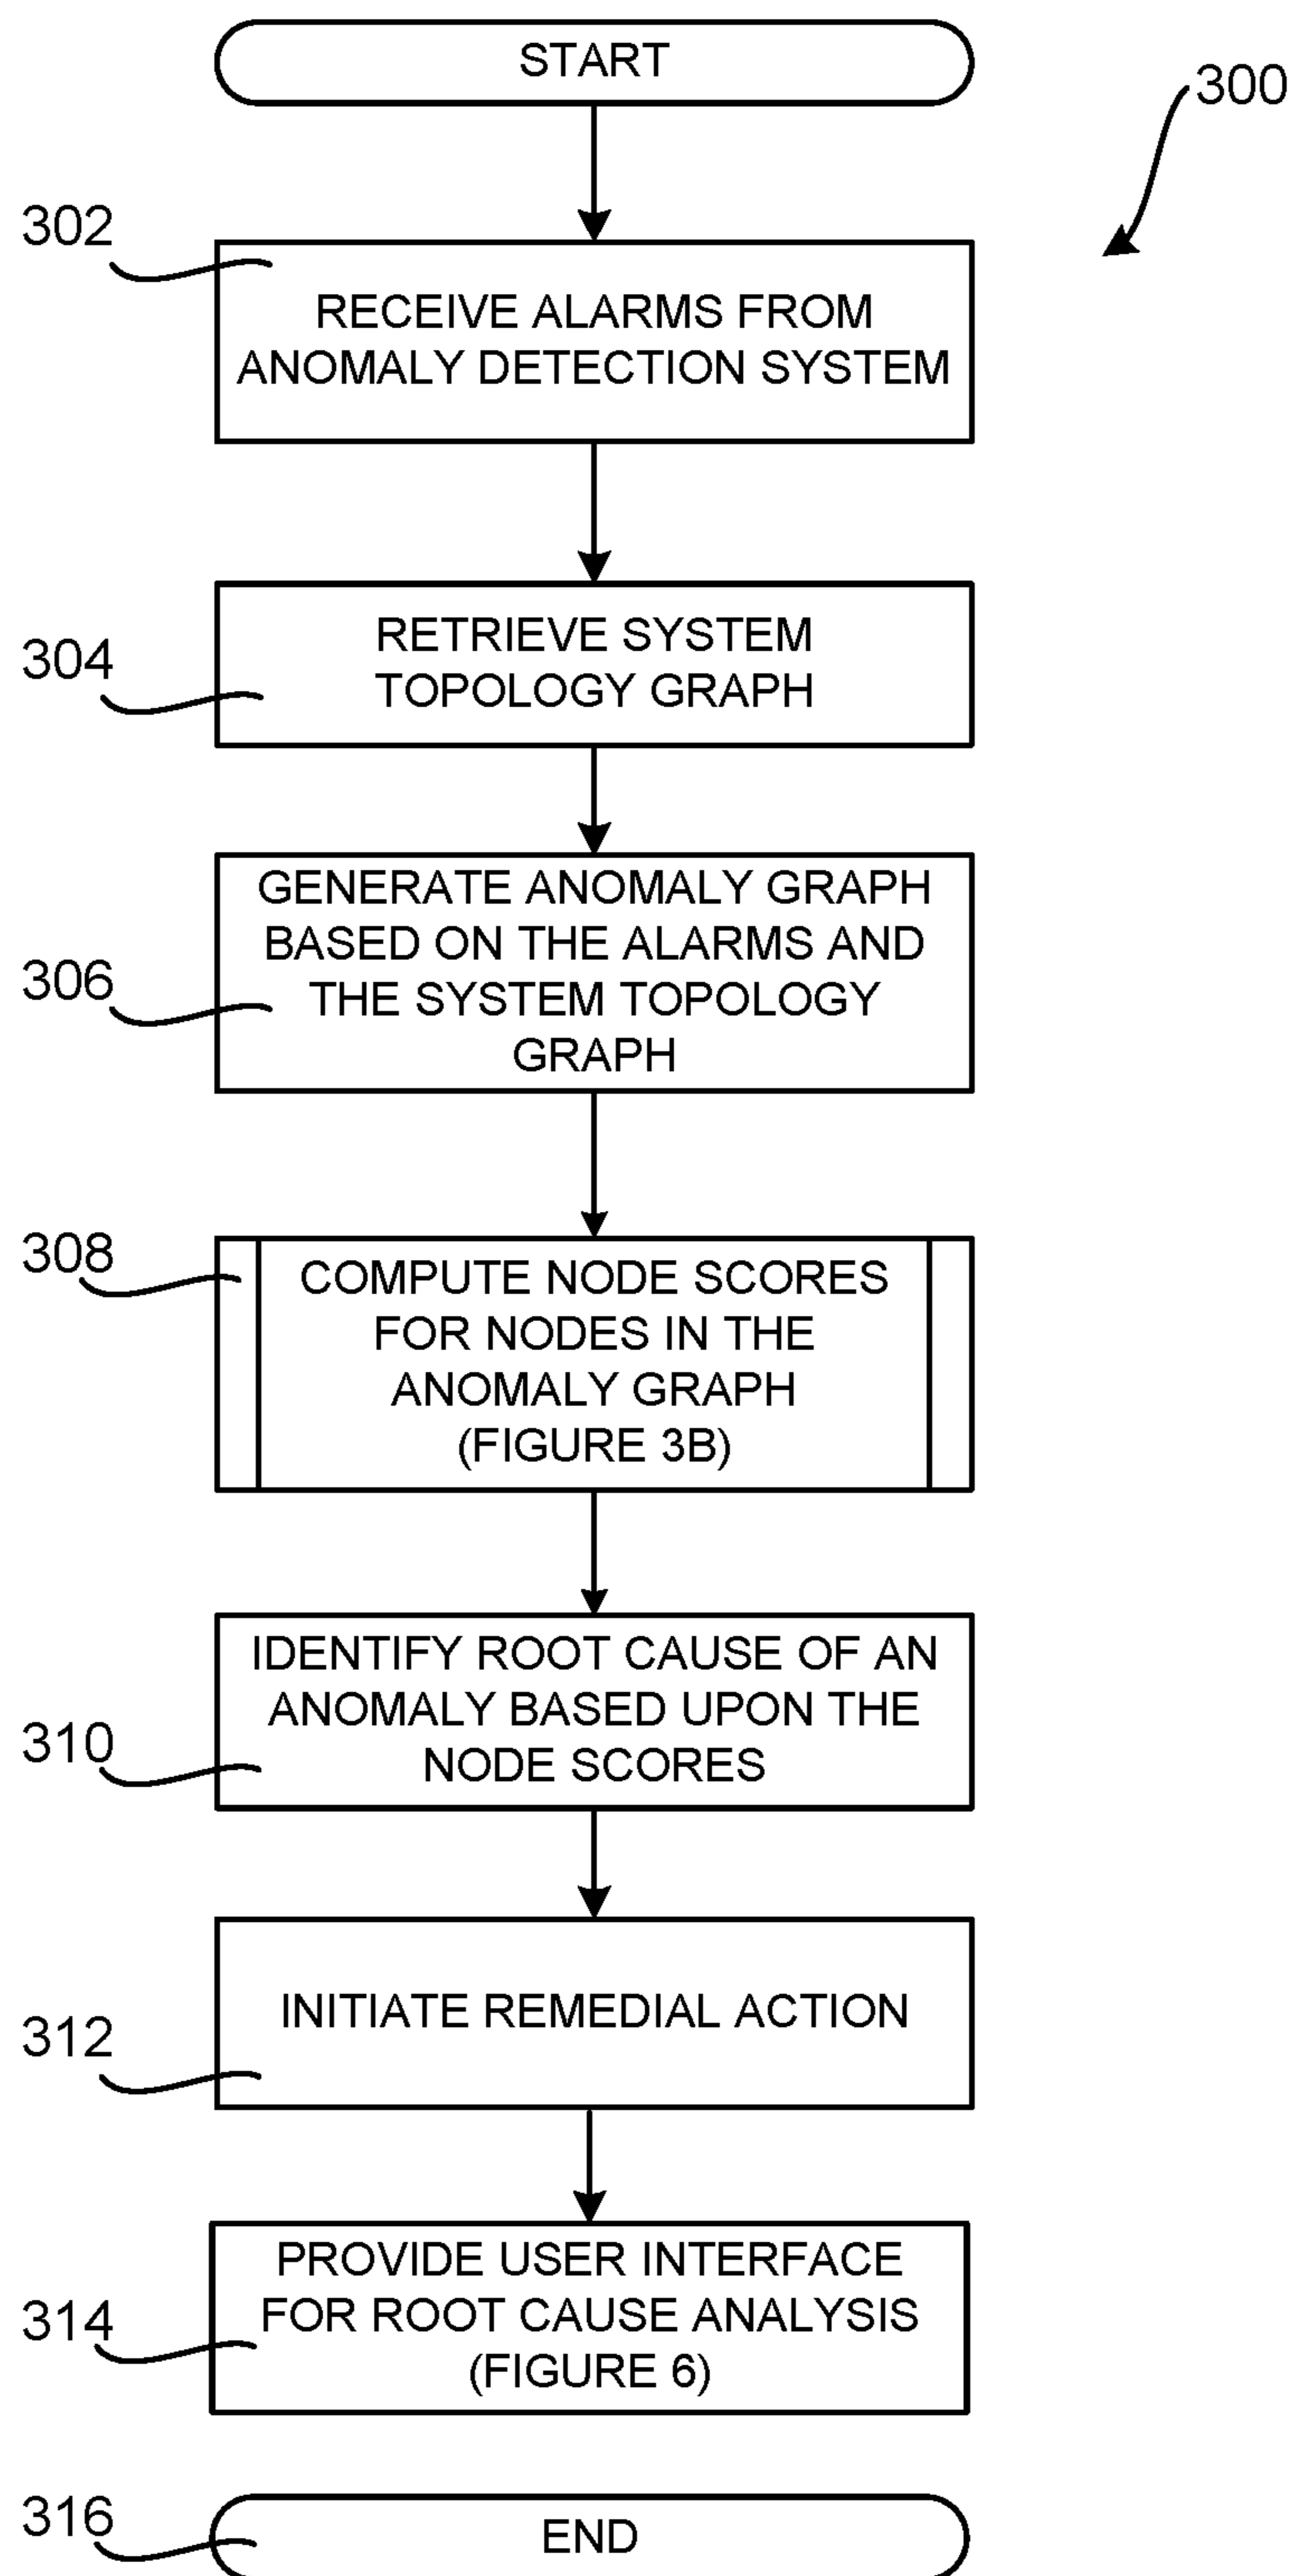 START
300
302
RECEIVE ALARMS FROM
ANOMALY DETECTION SYSTEM
304
RETRIEVE SYSTEM
TOPOLOGY GRAPH
306
GENERATE ANOMALY GRAPH
BASED ON THE ALARMS AND
THE SYSTEM TOPOLOGY
GRAPH
308
COMPUTE NODE SCORES
FOR NODES IN THE
ANOMALY GRAPH
(FIGURE 3B)
310
IDENTIFY ROOT CAUSE OF AN
ANOMALY BASED UPON THE
NODE SCORES
312
INITIATE REMEDIAL ACTION
314
PROVIDE USER INTERFACE
FOR ROOT CAUSE ANALYSIS
(FIGURE 6)
316
END